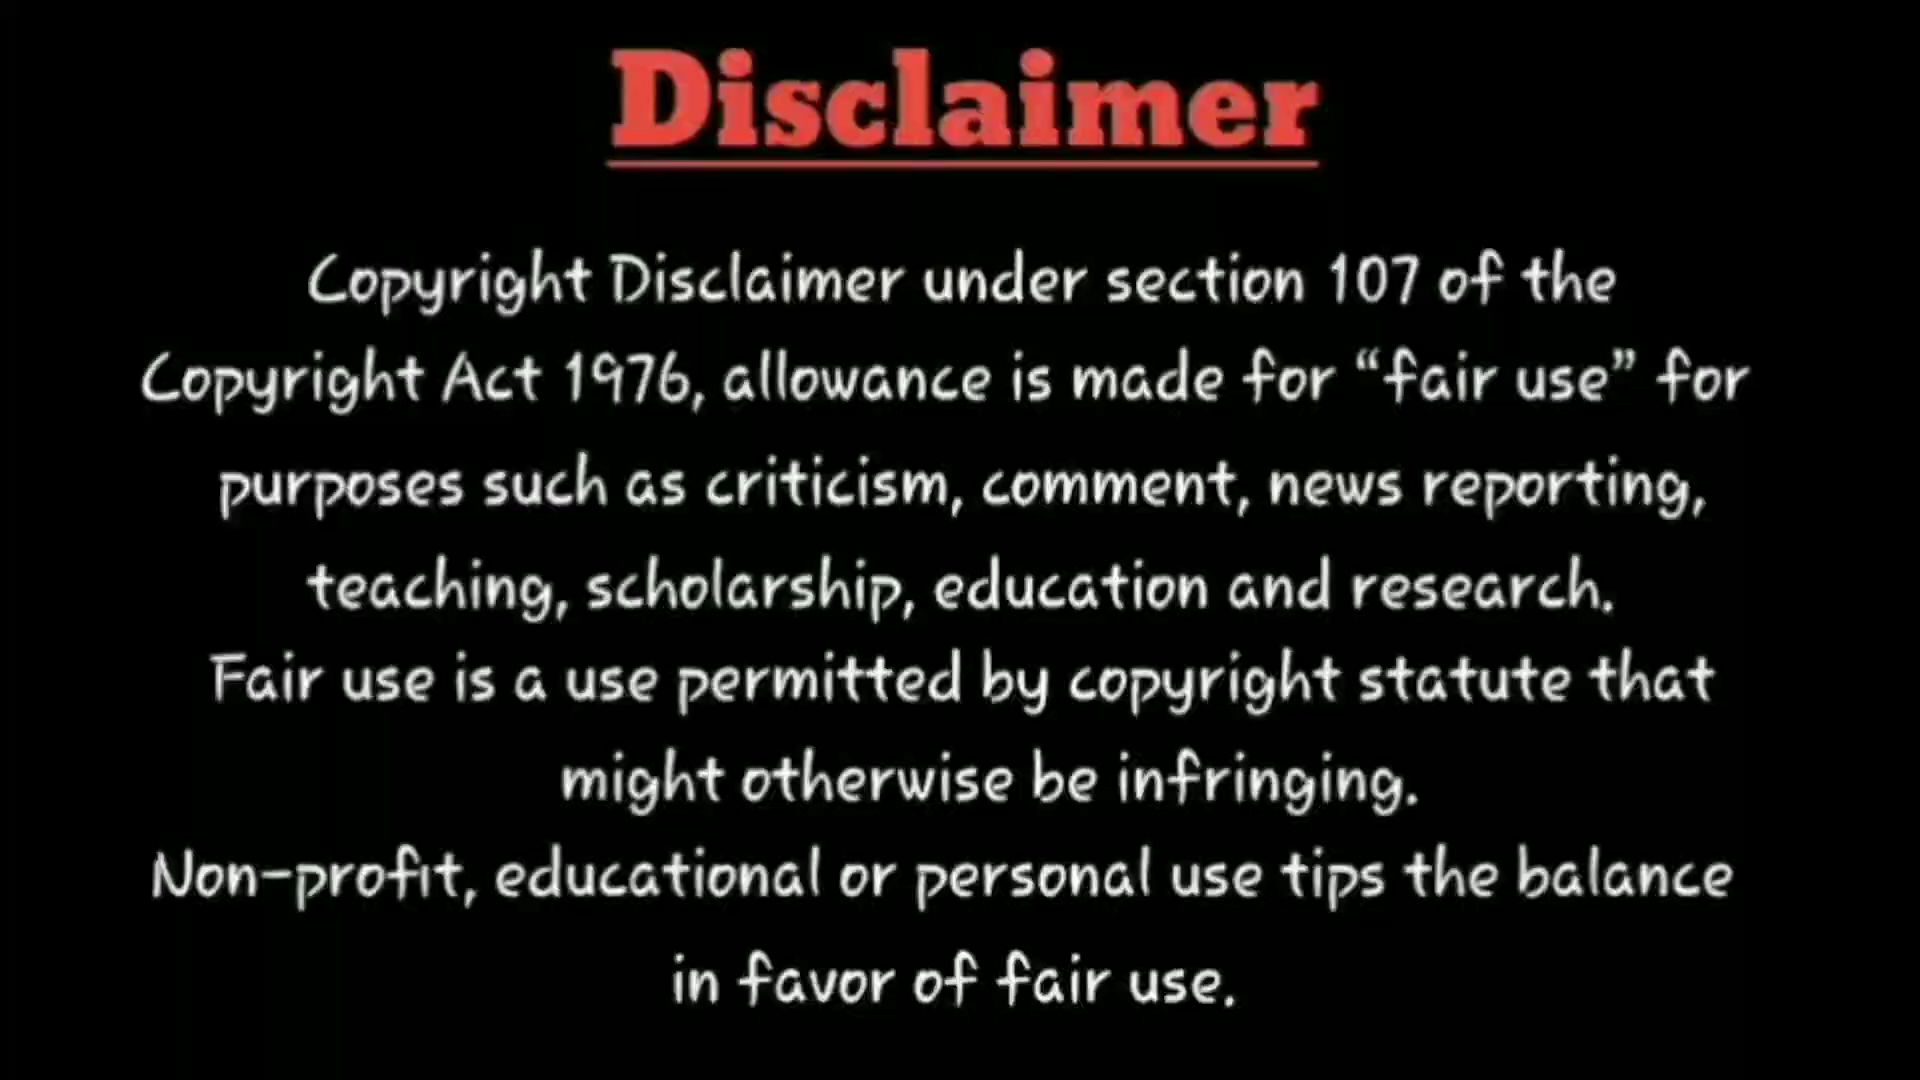 Disclaimer
Copyright Disclaimer under section 107 of the
Copyright Act 1976, allowance is made for “fair use” for
purposes such as criticism, comment, news reporting,
teaching, scholarship, education and research.
Fair use is a use permitted by copyright statute that
might otherwise be infringing.
Non-profit, educational or personal use tips the balance
in favor of fair use.